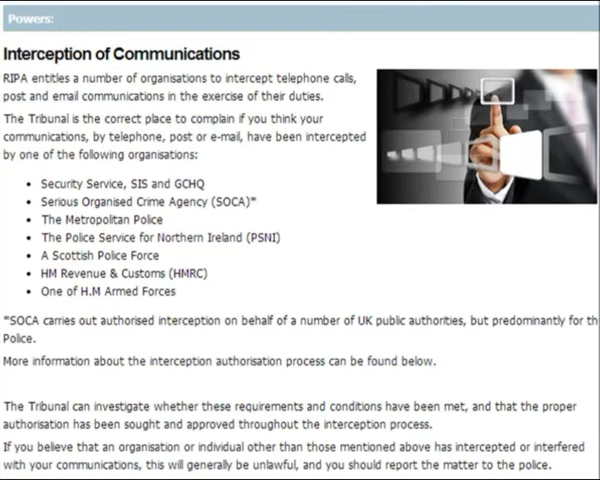 Powers:
Interception of Communications
RIPA entitles a number of organisations to intercept telephone calls,
post and email communications in the exercise of their duties.
The Tribunal is the correct place to complain if you think your
communications, by telephone, post or e-mail, have been intercepted
by one of the following organisations:
• Security Service, SIS and GCHQ
• Serious Organised Crime Agency (SOCA)*
• The Metropolitan Police
• The Police Service for Northern Ireland (PSNI)
• A Scottish Police Force
• HM Revenue & Customs (HMRC)
• One of H.M Armed Forces
*SOCA carries out authorised interception on behalf of a number of UK public authorities, but predominantly for th
Police.
More information about the interception authorisation process can be found below.
The Tribunal can investigate whether these requirements and conditions have been met, and that the proper
authorisation has been sought and approved throughout the interception process.
If you believe that an organisation or individual other than those mentioned above has intercepted or interfered
with your communications, this will generally be unlawful, and you should report the matter to the police.